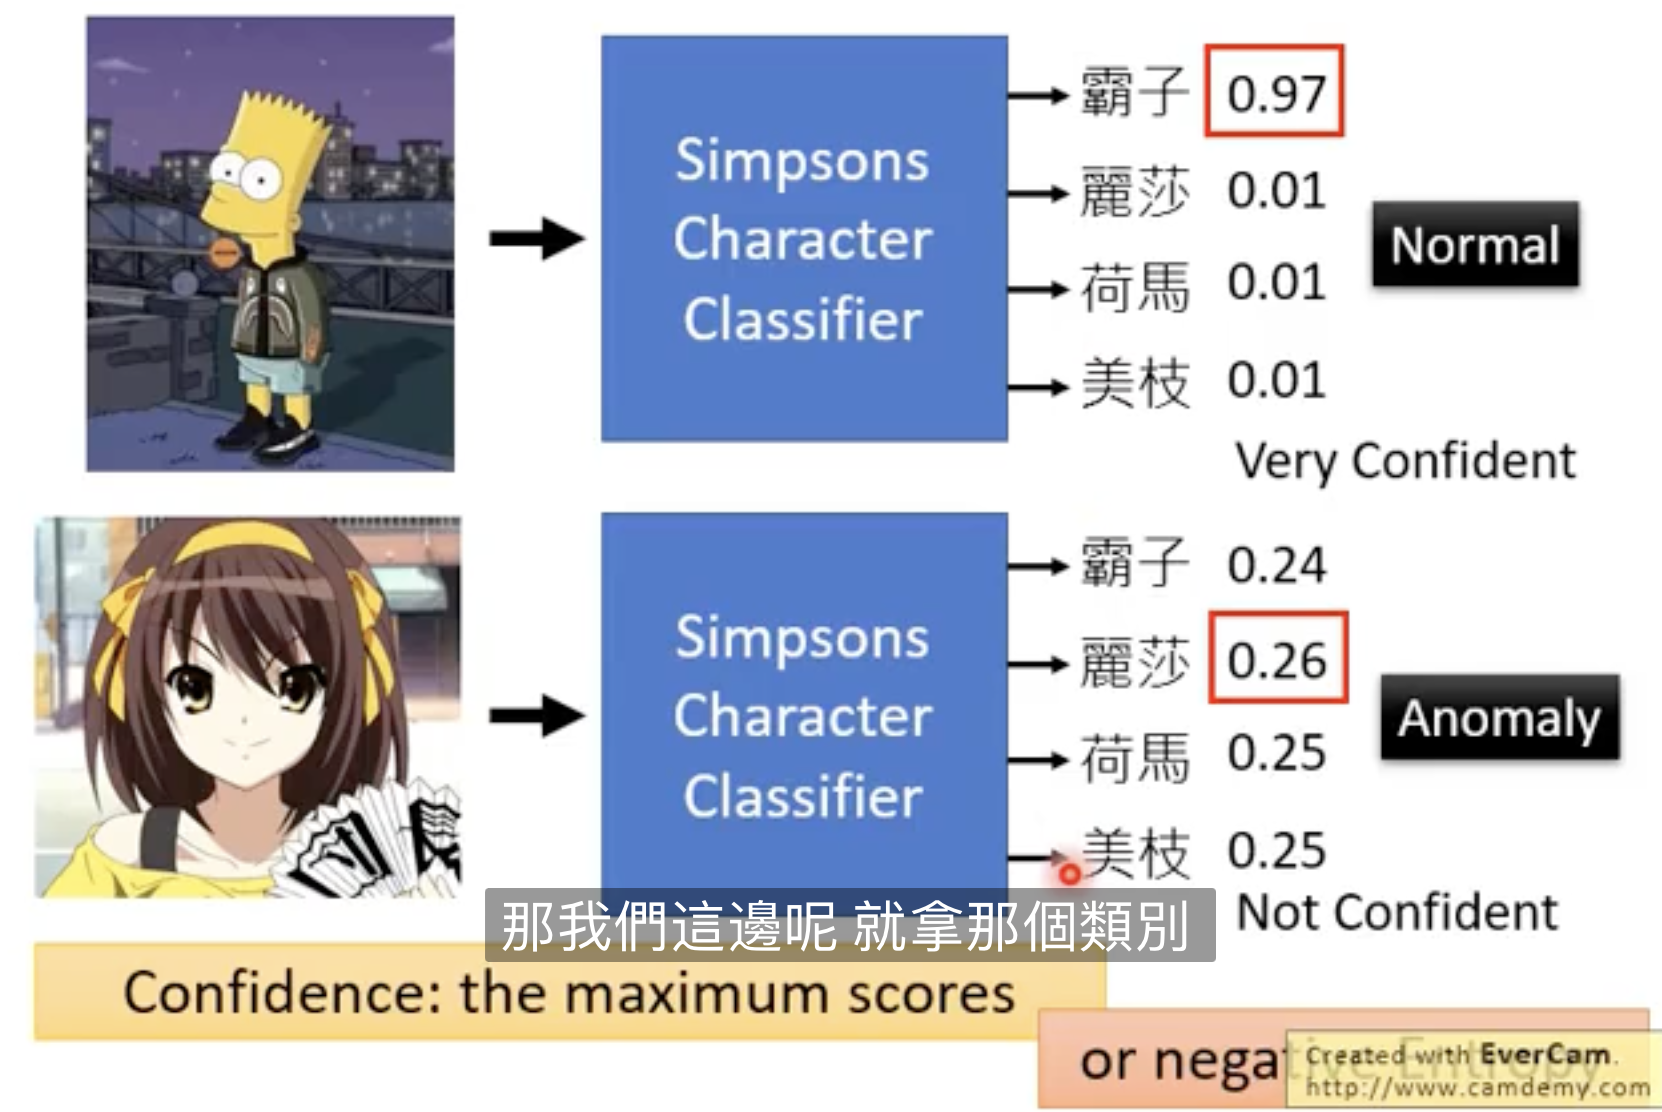 Simpsons
Character
Classifier
霸子 0.97
麗莎 0.01
荷馬 0.01
美枝 0.01
Normal
Very Confident
Simpsons
Character
Classifier
霸子 0.24
麗莎 0.26
荷馬 0.25
美枝 0.25
Anomaly
Not Confident
那我們這邊呢 就拿那個類別
Confidence: the maximum scores
or negative Entropy
Created with EverCam.
http://www.camdemy.com